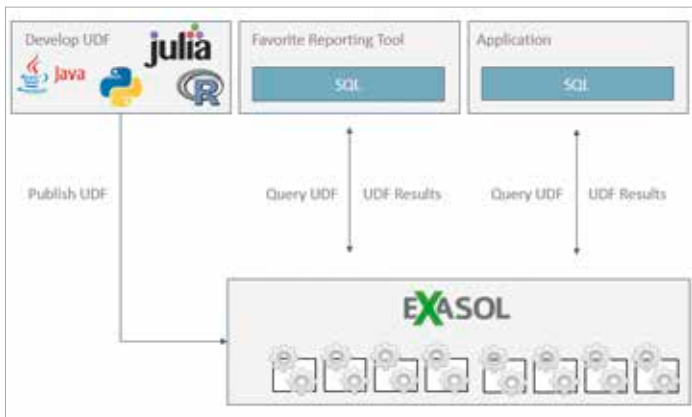 Develop UDF
julia
Java
R
Favorite Reporting Tool
SQL
Application
SQL
Publish UDF
Query UDF
UDF Results
Query UDF
UDF Results
EXASOL